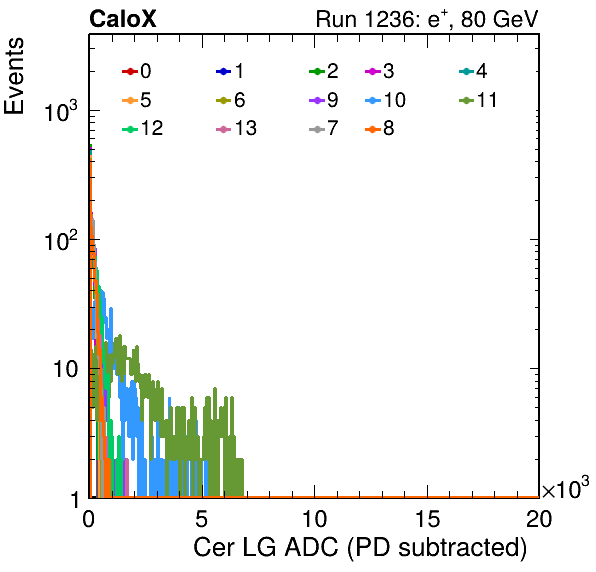 CaloX Run 1236: e⁺, 80 GeV
Events
0 1 2 3 4
5 6 9 10 11
12 13 7 8
10³
10²
10
1
0 5 10 15 20
×10³
Cer LG ADC (PD subtracted)